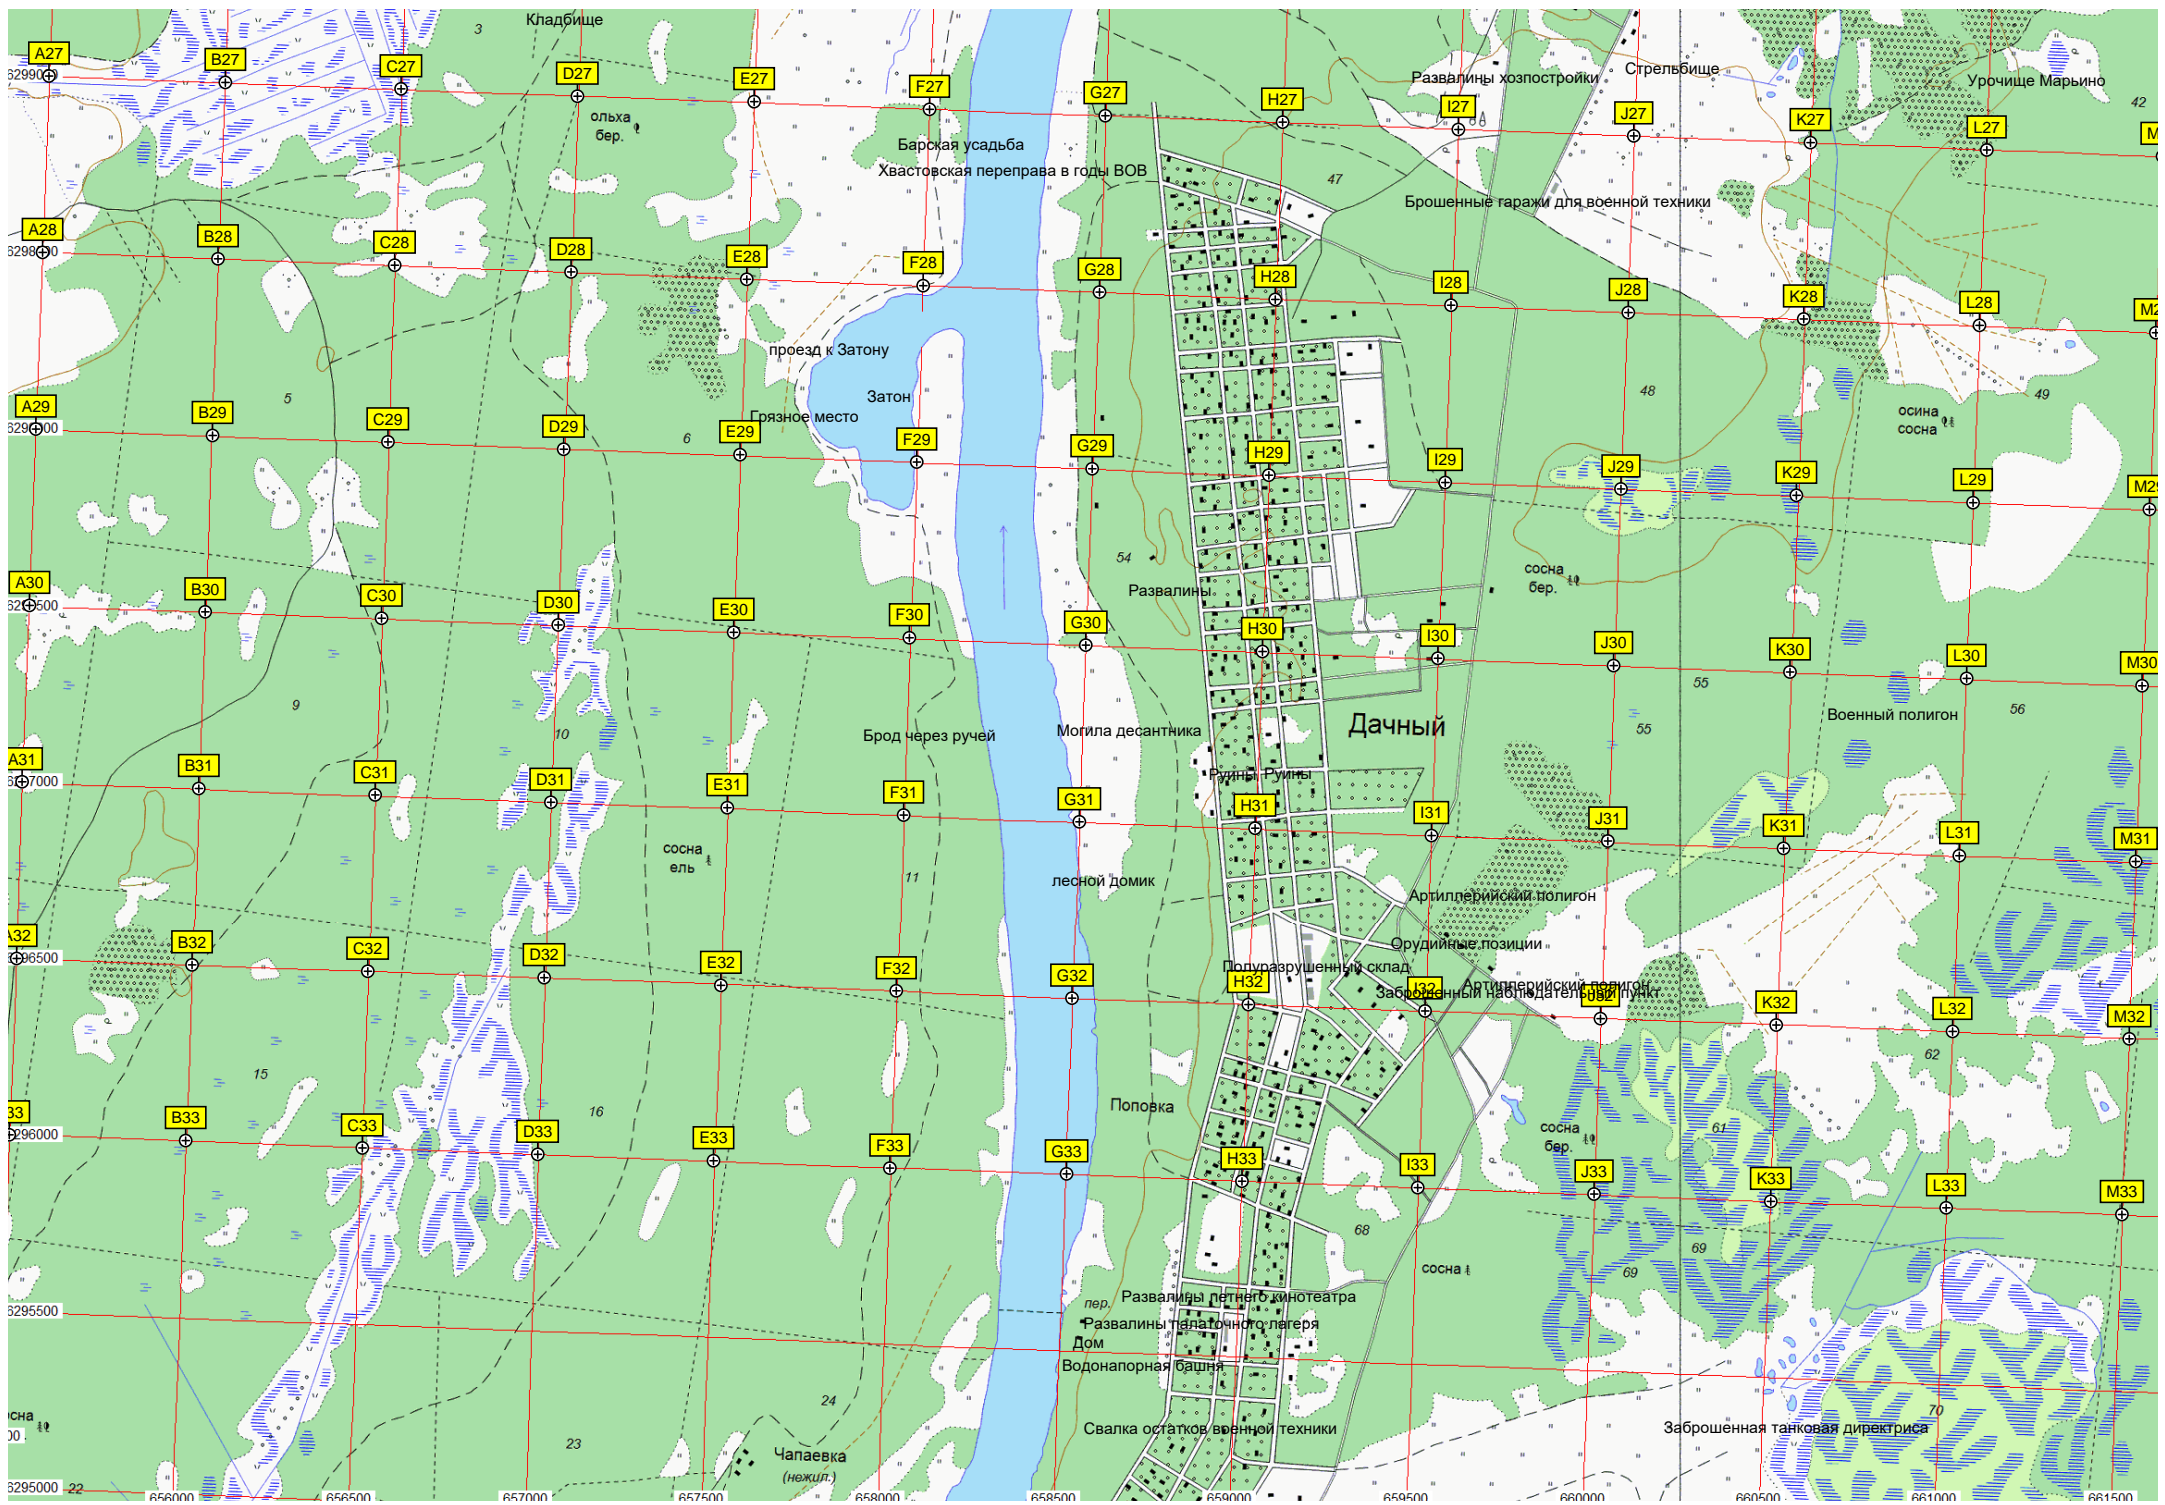 Кладбище
3
A27
B27
C27
D27
E27
F27
G27
H27
I27
J27
K27
L27
Развалины хозпостройки
Стрельбище
Урочище Марьино
42
ольха
бер.
Барская усадьба
Хвастовская переправа в годы ВОВ
47
Брошенные гаражи для военной техники
A28
B28
C28
D28
E28
F28
G28
H28
I28
J28
K28
L28
проезд к Затону
Затон
Грязное место
5
6
48
49
осина
сосна
A29
B29
C29
D29
E29
F29
G29
H29
I29
J29
K29
L29
M29
54
Развалины
сосна
бер.
A30
B30
C30
D30
E30
F30
G30
H30
I30
J30
K30
L30
M30
9
10
55
55
56
Брод через ручей
Могила десантника
Дачный
Военный полигон
Руины
Руины
A31
B31
C31
D31
E31
F31
G31
H31
I31
J31
K31
L31
M31
сосна
ель
11
лесной домик
Артиллерийский полигон
Орудийные позиции
Полуразрушенный склад
Артиллерийский полигон
Заброшенный наблюдательный пункт
A32
B32
C32
D32
E32
F32
G32
H32
I32
J32
K32
L32
M32
15
16
Поповка
сосна
бер.
61
62
B33
C33
D33
E33
F33
G33
H33
I33
J33
K33
L33
M33
68
69
69
сосна
пер.
Развалины летнего кинотеатра
Развалины палаточного лагеря
Дом
Водонапорная башня
24
23
22
70
Чапаевка
(нежил.)
Свалка остатков военной техники
Заброшенная танковая директриса
6295500
6295000
656000
656500
657000
657500
658000
658500
659000
659500
660000
660500
661000
661500